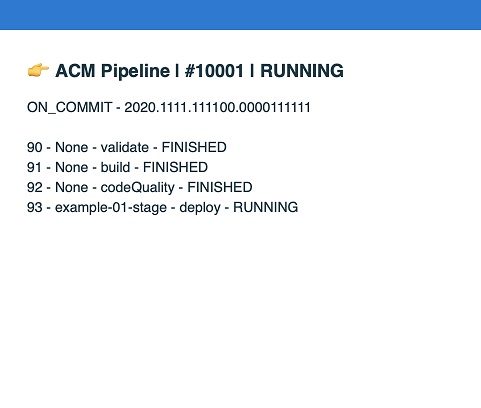 👉 ACM Pipeline | #10001 | RUNNING
ON_COMMIT - 2020.1111.111100.0000111111
90 - None - validate - FINISHED
91 - None - build - FINISHED
92 - None - codeQuality - FINISHED
93 - example-01-stage - deploy - RUNNING